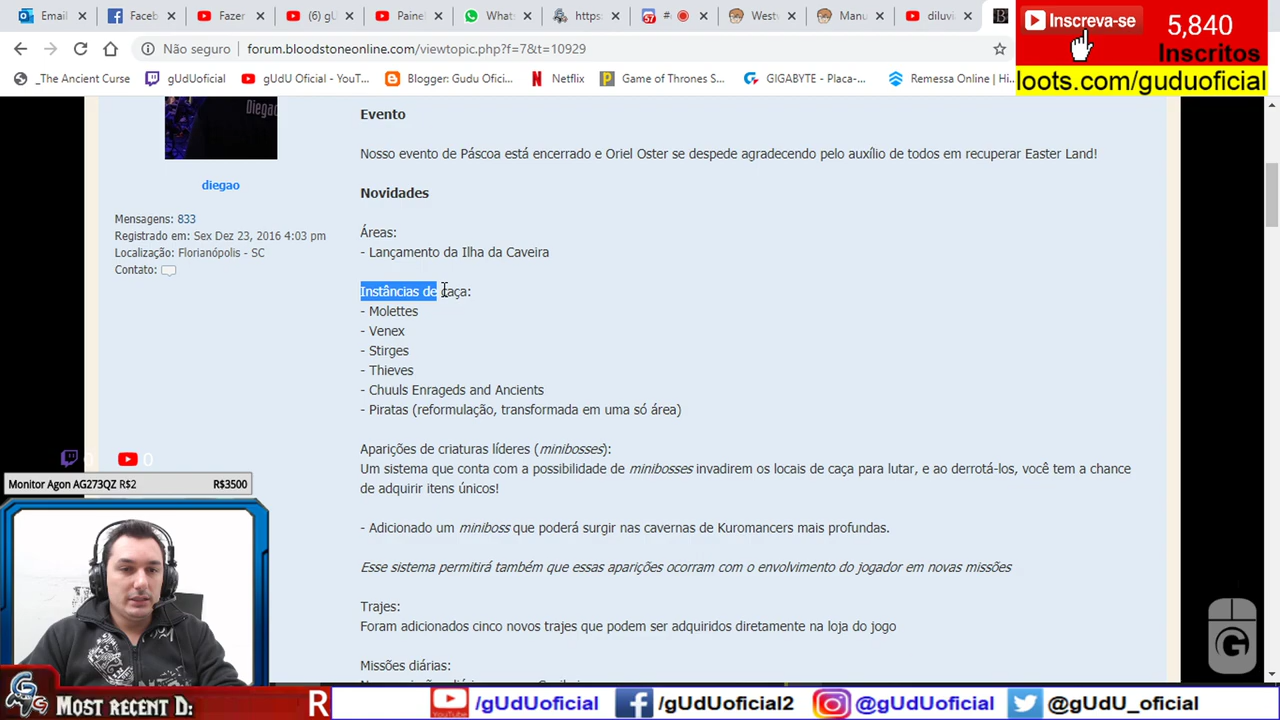 Email
Faceb
Fazer
(6) gU
Painel
Whats
https:
#
Westv
Manu
diluvi
Inscreva-se
5,840
Inscritos
loots.com/guduoficial
Não seguro
forum.bloodstoneonline.com/viewtopic.php?f=7&t=10929
_The Ancient Curse
gUdUoficial
gUdU Oficial - YouT...
Blogger: Gudu Ofici...
Netflix
Game of Thrones S...
GIGABYTE - Placa-...
Remessa Online | Hi...
Diegao
diegao
Mensagens: 833
Registrado em: Sex Dez 23, 2016 4:03 pm
Localização: Florianópolis - SC
Contato:
Evento
Nosso evento de Páscoa está encerrado e Oriel Oster se despede agradecendo pelo auxílio de todos em recuperar Easter Land!
Novidades
Áreas:
- Lançamento da Ilha da Caveira
Instâncias de caça:
- Molettes
- Venex
- Stirges
- Thieves
- Chuuls Enrageds and Ancients
- Piratas (reformulação, transformada em uma só área)
Aparições de criaturas líderes (minibosses):
Um sistema que conta com a possibilidade de minibosses invadirem os locais de caça para lutar, e ao derrotá-los, você tem a chance
de adquirir itens únicos!
- Adicionado um miniboss que poderá surgir nas cavernas de Kuromancers mais profundas.
Esse sistema permitirá também que essas aparições ocorram com o envolvimento do jogador em novas missões
Trajes:
Foram adicionados cinco novos trajes que podem ser adquiridos diretamente na loja do jogo
Missões diárias:
0
0
Monitor Agon AG273QZ R$2
R$3500
G
Most recent D:
R
/gUdUoficial
/gUdUoficial2
@gUdUoficial
@gUdU_oficial